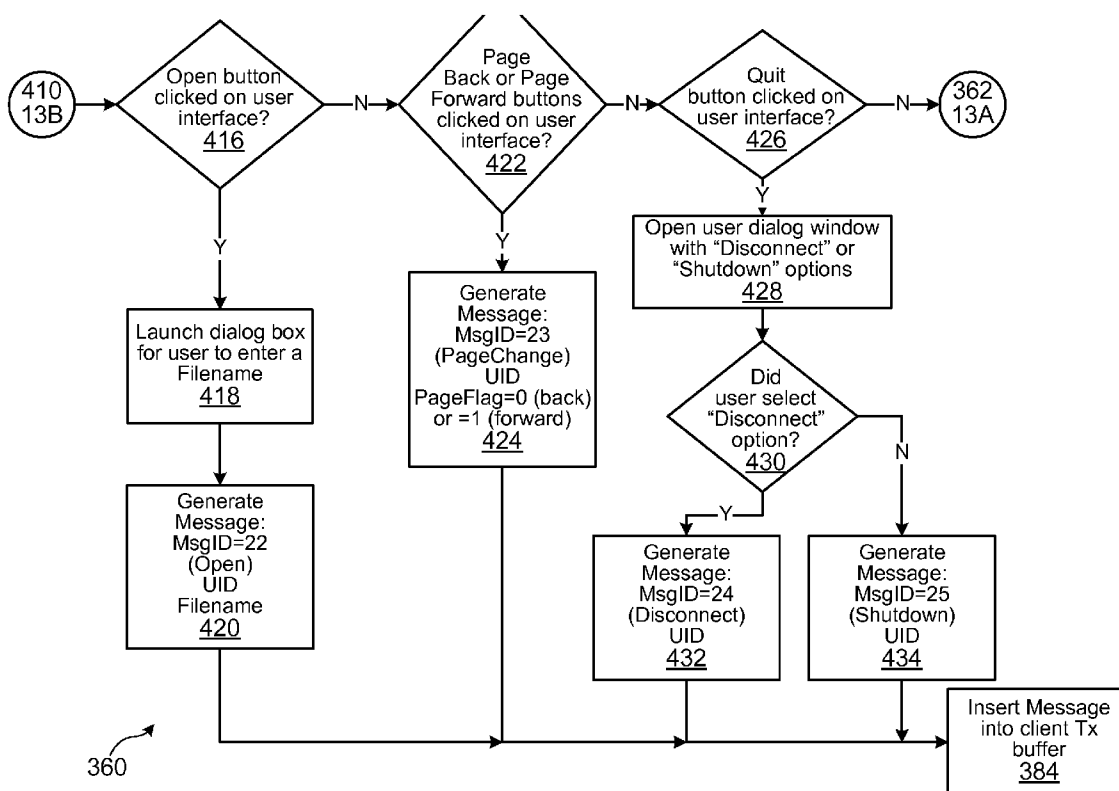 410
13B
Open button
clicked on user
interface?
416
N
Page
Back or Page
Forward buttons
clicked on user
interface?
422
N
Quit
button clicked on
user interface?
426
N
362
13A
Y
Launch dialog box
for user to enter a
Filename
418
Generate
Message:
MsgID=22
(Open)
UID
Filename
420
Y
Generate
Message:
MsgID=23
(PageChange)
UID
PageFlag=0 (back)
or =1 (forward)
424
Y
Open user dialog window
with “Disconnect” or
“Shutdown” options
428
Did
user select
“Disconnect”
option?
430
Y
N
Generate
Message:
MsgID=24
(Disconnect)
UID
432
Generate
Message:
MsgID=25
(Shutdown)
UID
434
Insert Message
into client Tx
buffer
384
360